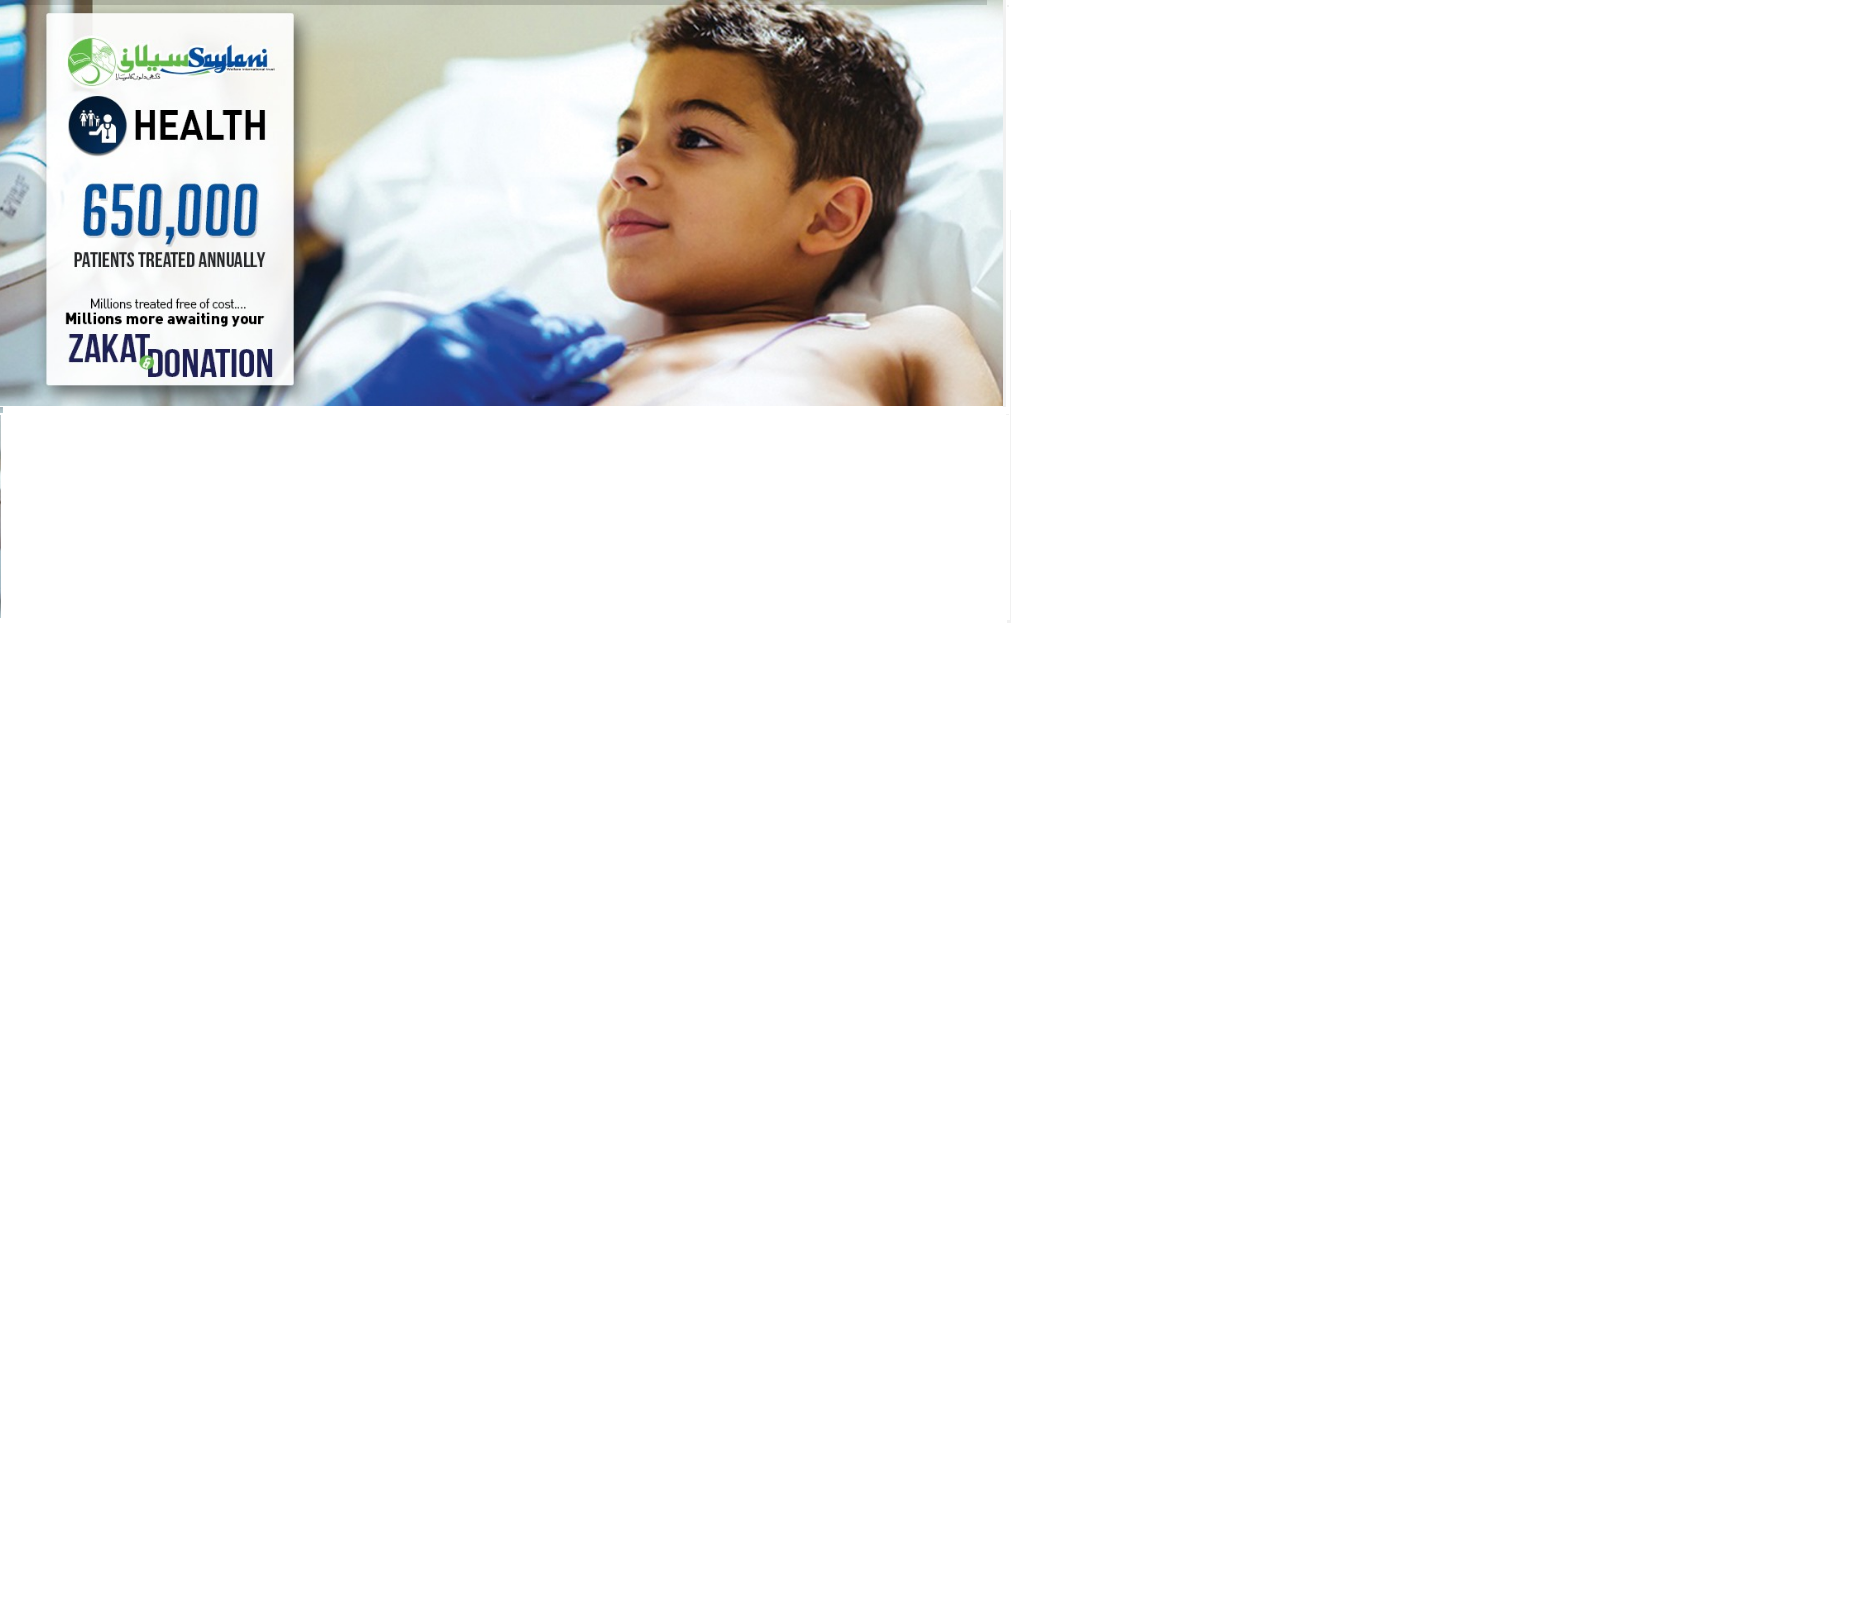 سیلانی Saylani
HEALTH
650,000
PATIENTS TREATED ANNUALLY
Millions treated free of cost....
Millions more awaiting your
ZAKAT
& DONATION